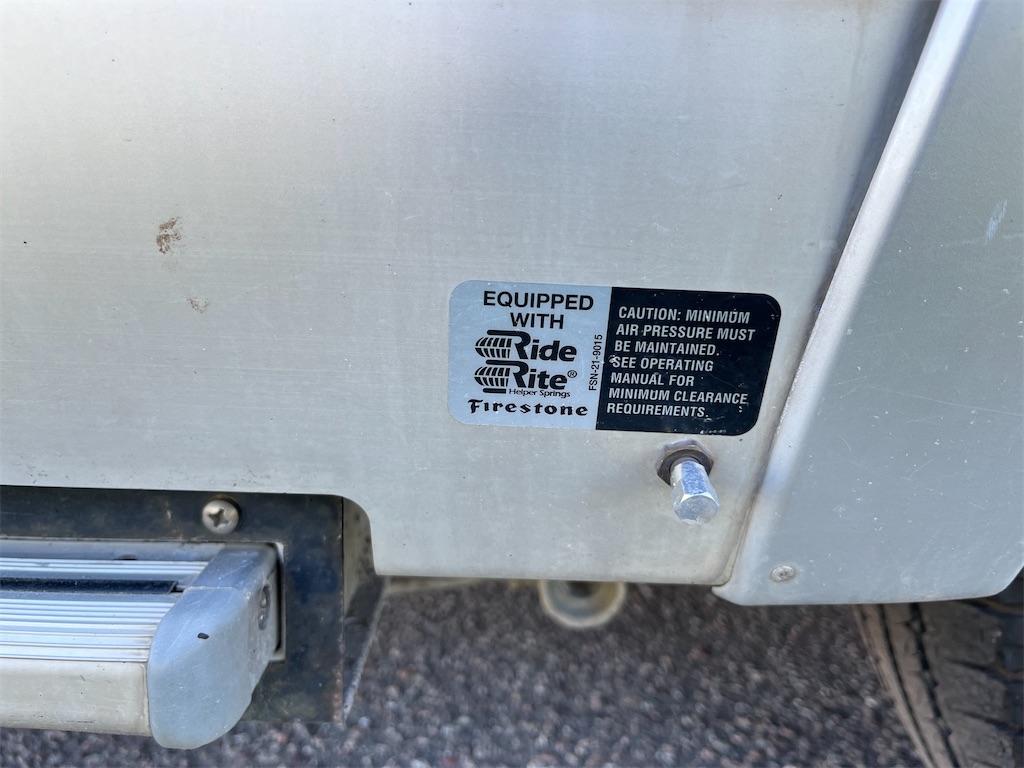 EQUIPPED
WITH
Ride
Rite®
Helper Springs
Firestone
FSN-21-9015
CAUTION: MINIMUM
AIR PRESSURE MUST
BE MAINTAINED.
SEE OPERATING
MANUAL FOR
MINIMUM CLEARANCE
REQUIREMENTS.